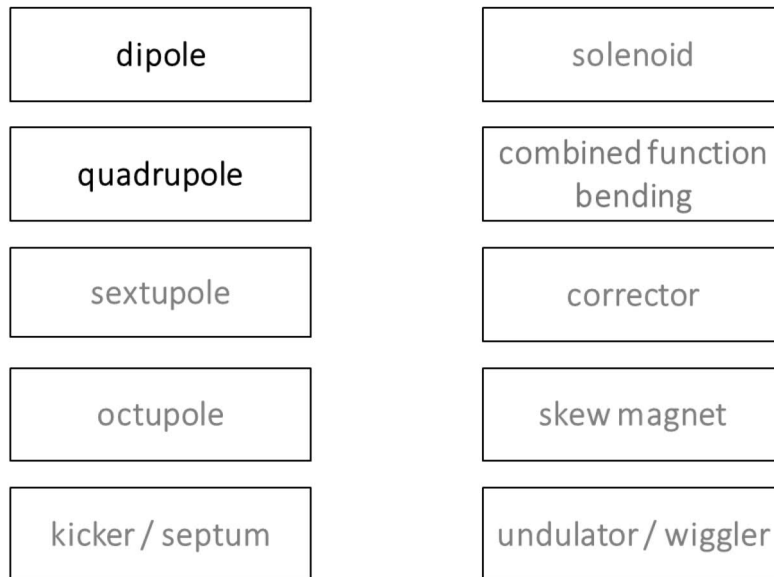 dipole
solenoid
quadrupole
combined function
bending
sextupole
corrector
octupole
skew magnet
kicker / septum
undulator / wiggler